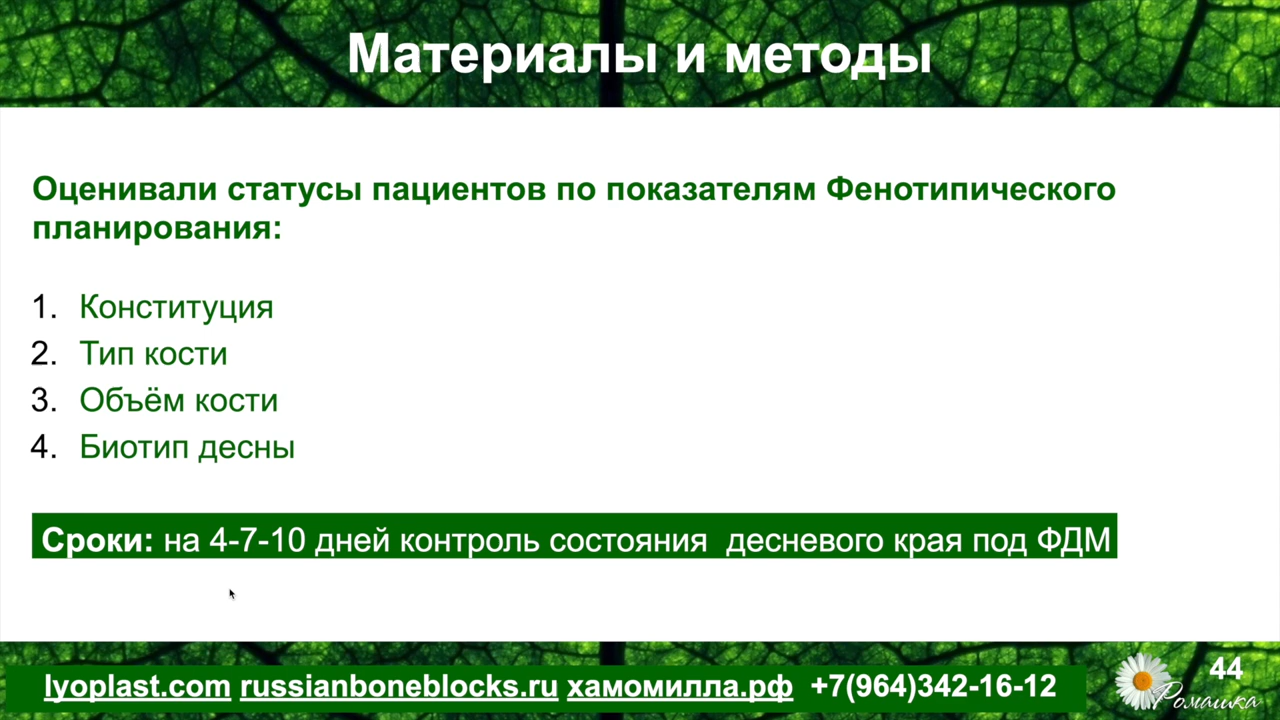 Материалы и методы
Оценивали статусы пациентов по показателям Фенотипического
планирования:
1. Конституция
2. Тип кости
3. Объём кости
4. Биотип десны
Сроки: на 4-7-10 дней контроль состояния  десневого края под ФДМ
lyoplast.com russianboneblocks.ru хамомилла.рф +7(964)342-16-12
Ромашка
44